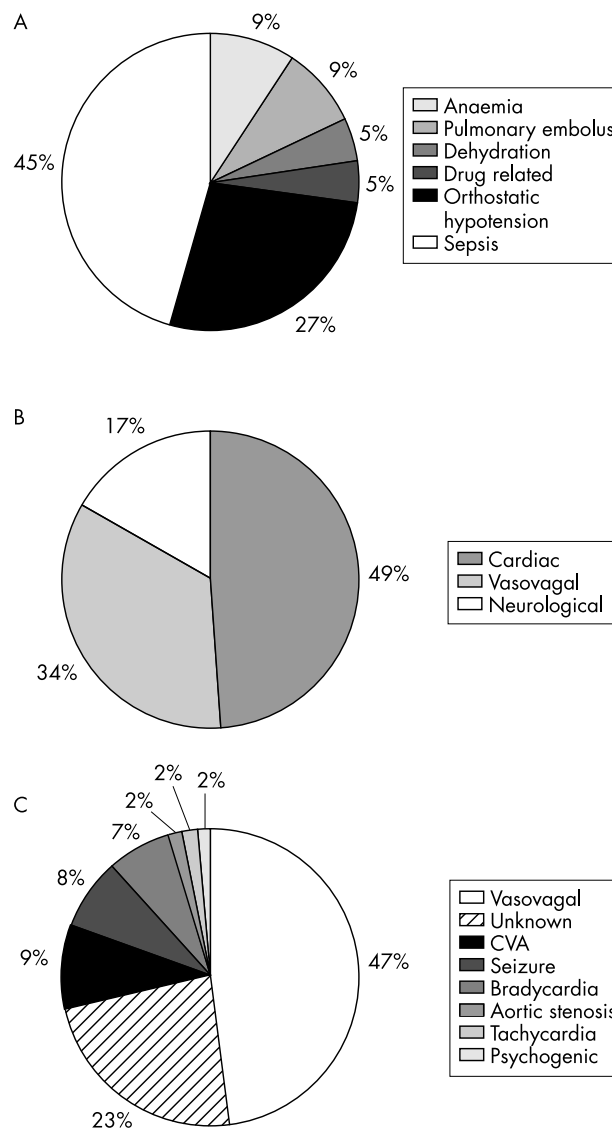 A
9%
9%
5%
5%
27%
45%
Anaemia
Pulmonary embolus
Dehydration
Drug related
Orthostatic
hypotension
Sepsis
B
17%
49%
34%
Cardiac
Vasovagal
Neurological
C
2%
2%
2%
7%
8%
9%
47%
23%
Vasovagal
Unknown
CVA
Seizure
Bradycardia
Aortic stenosis
Tachycardia
Psychogenic